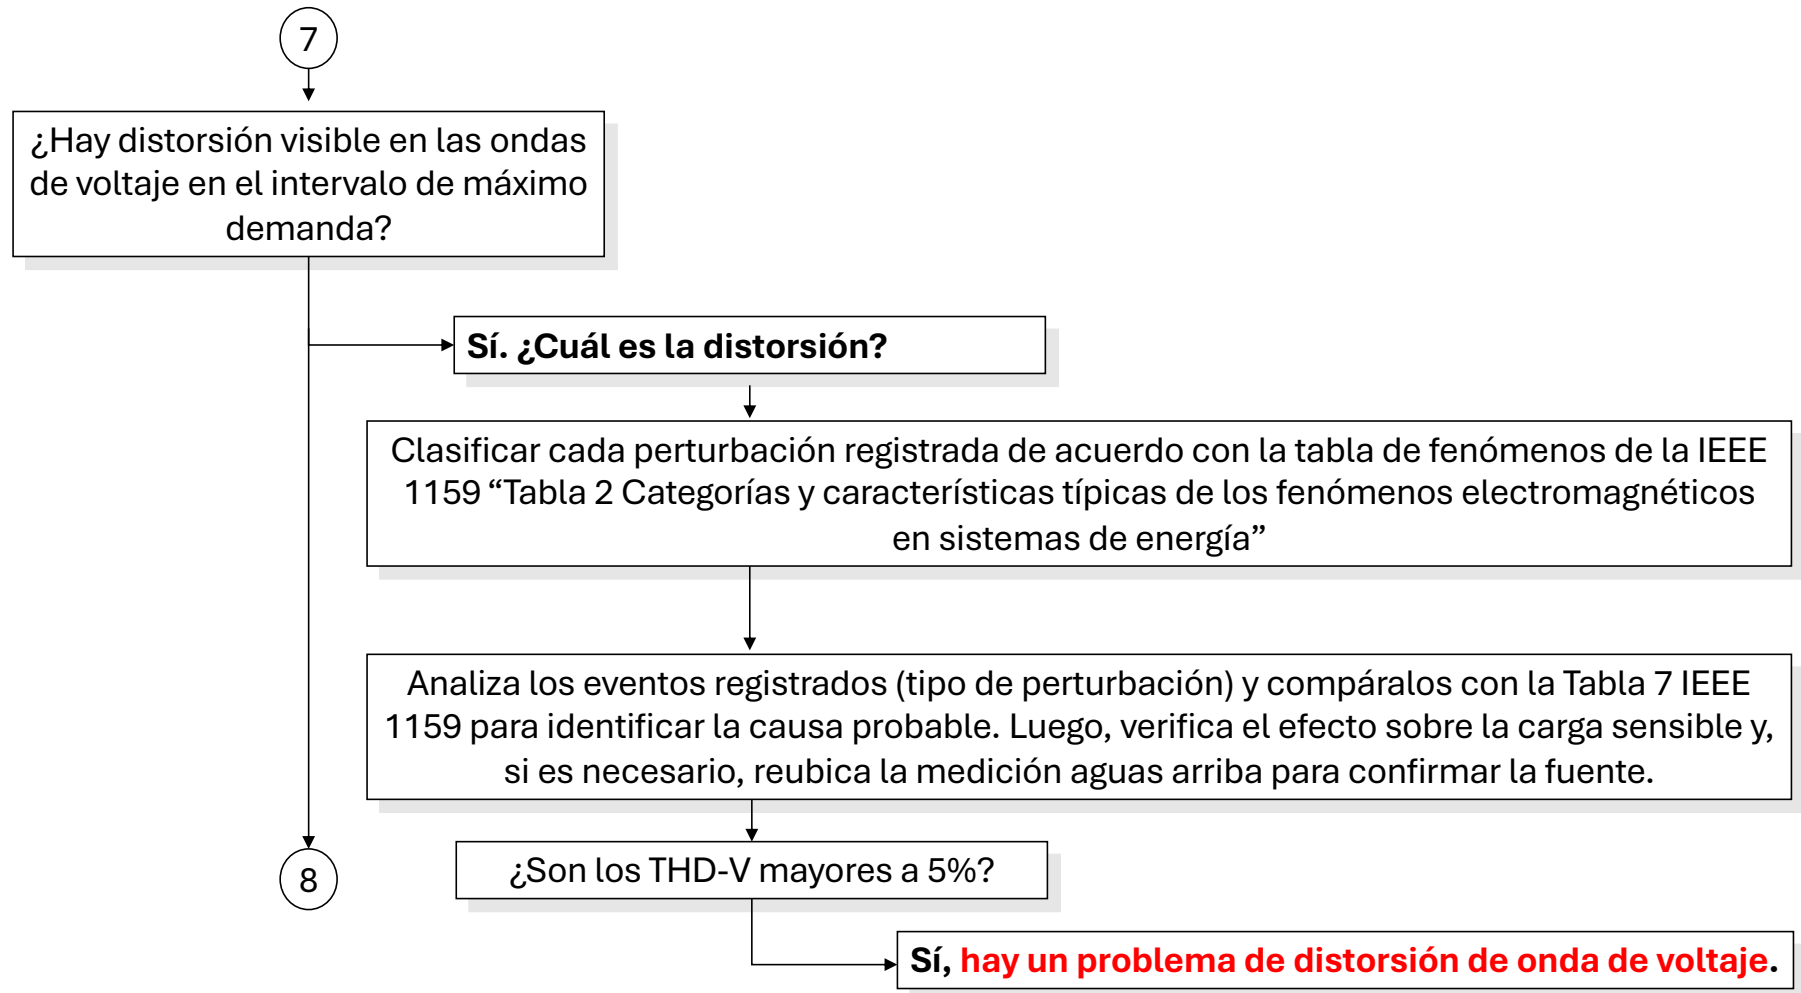 7
¿Hay distorsión visible en las ondas
de voltaje en el intervalo de máximo
demanda?
Sí. ¿Cuál es la distorsión?
Clasificar cada perturbación registrada de acuerdo con la tabla de fenómenos de la IEEE
1159 “Tabla 2 Categorías y características típicas de los fenómenos electromagnéticos
en sistemas de energía”
Analiza los eventos registrados (tipo de perturbación) y compáralos con la Tabla 7 IEEE
1159 para identificar la causa probable. Luego, verifica el efecto sobre la carga sensible y,
si es necesario, reubica la medición aguas arriba para confirmar la fuente.
8
¿Son los THD-V mayores a 5%?
Sí, hay un problema de distorsión de onda de voltaje.